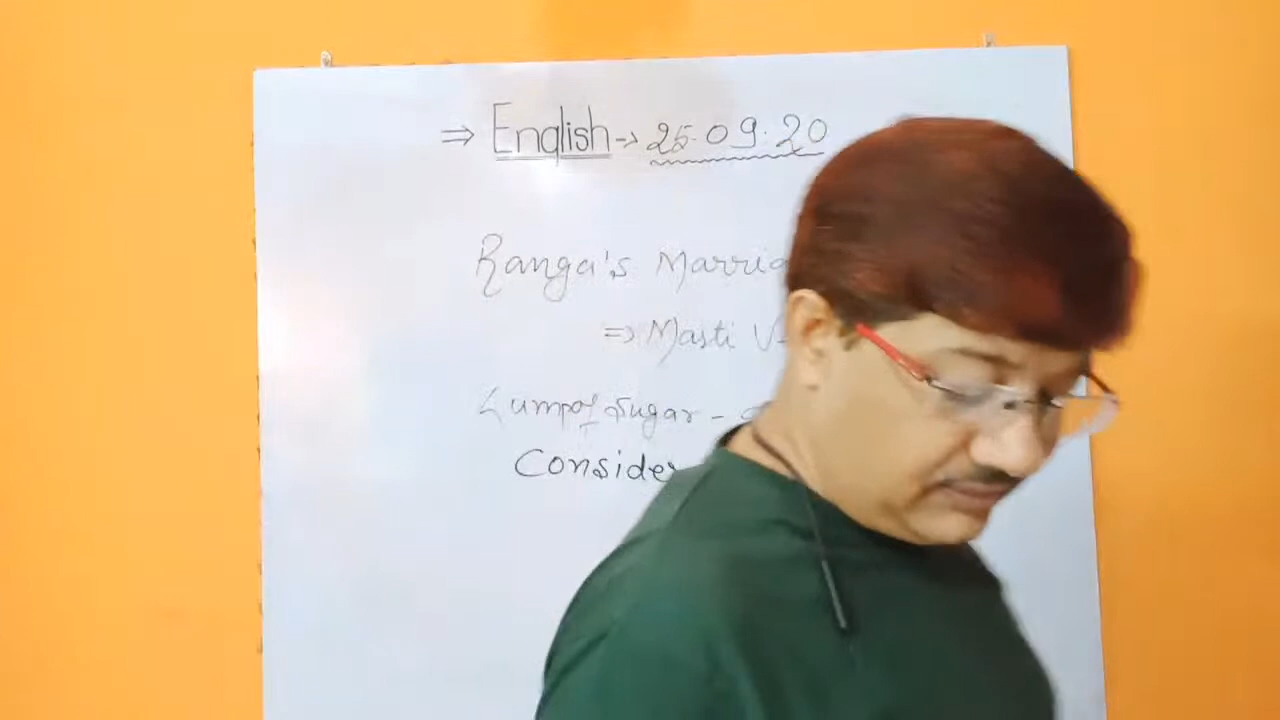 ⇒ English → 25.09.20
Ranga's Marria
⇒ Masti V
Lump of Sugar -
Consider